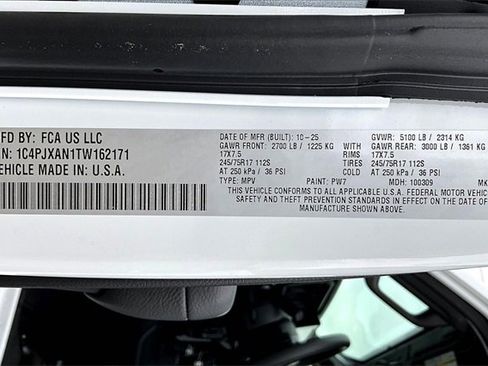 MFD BY: FCA US LLC
N: 1C4PJXAN1TW162171
VEHICLE MADE IN: U.S.A.
DATE OF MFR (BUILT): 10-25 GVWR: 5100 LB / 2314 KG
GAWR FRONT: 2700 LB / 1225 KG WITH GAWR REAR: 3000 LB / 1361 KG
17X7.5 RIMS 17X7.5
245/75R17 112S TIRES 245/75R17 112S
AT 250 kPa / 36 PSI COLD AT 250 kPa / 36 PSI
TYPE: MPV PAINT: PW7 MDH: 100309 MK
THIS VEHICLE CONFORMS TO ALL APPLICABLE U.S.A. FEDERAL MOTOR VEHIC
SAFETY AND THEFT PREVENTION STANDARDS IN EFFECT ON THE DATE OF
MANUFACTURE SHOWN ABOVE.